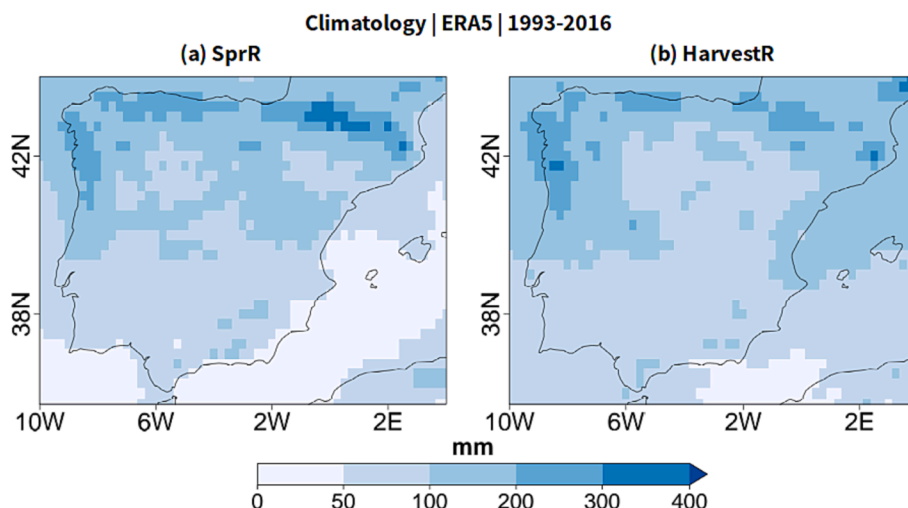 Climatology | ERA5 | 1993-2016
(a) SprR
(b) HarvestR
42N
38N
10W 6W 2W 2E
42N
38N
10W 6W 2W 2E
mm
0 50 100 200 300 400